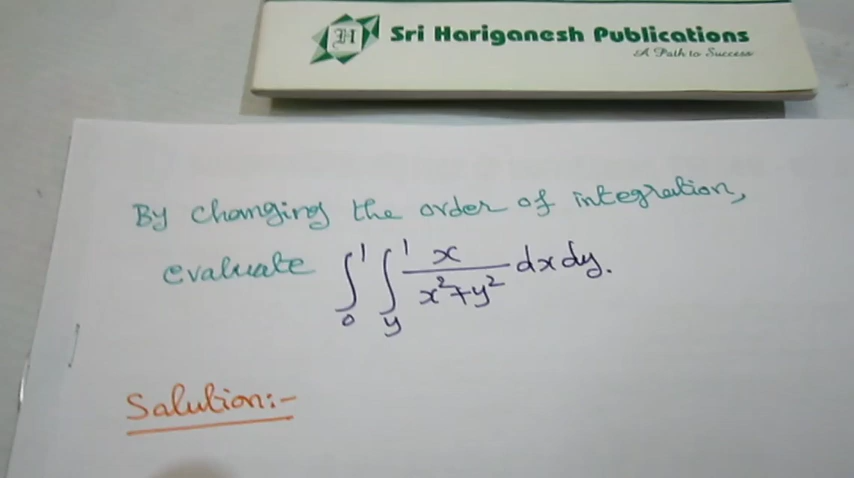 H Sri Hariganesh Publications
A Path to Success
By changing the order of integration,
evaluate ∫₀¹ ∫ᵧ¹ x/(x²+y²) dx dy.
Salution:-